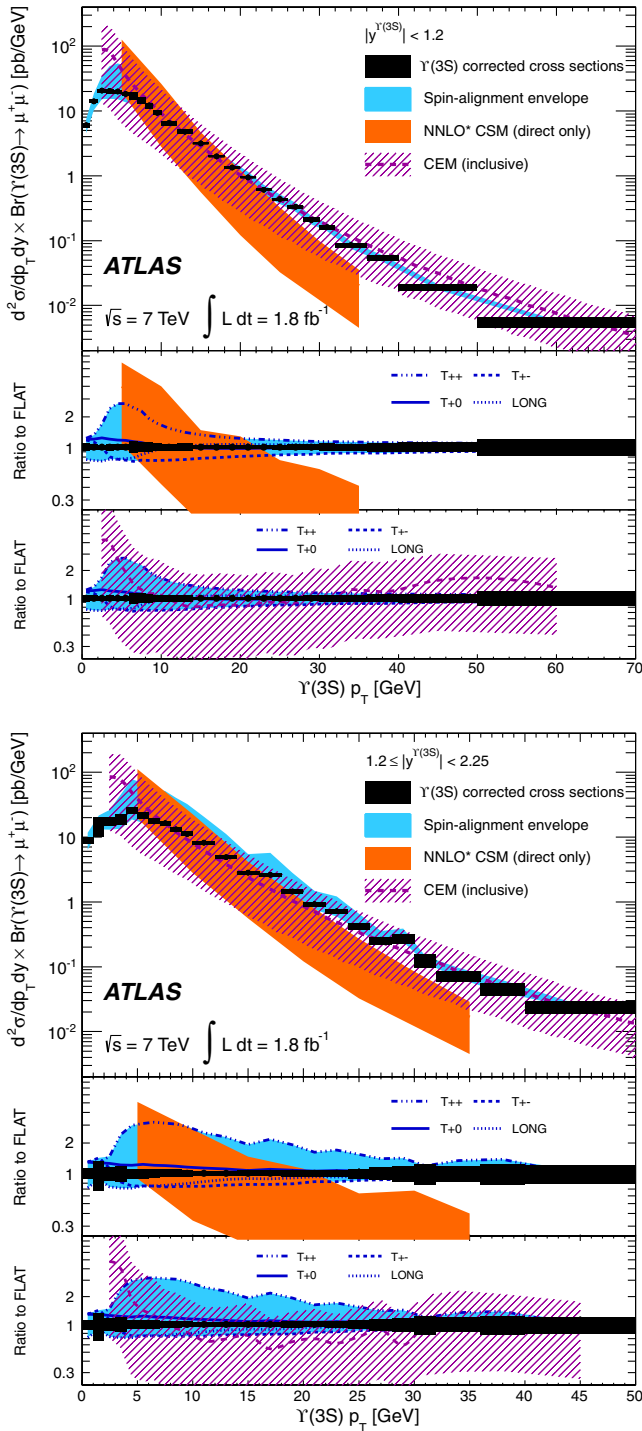 d²σ/dp_T dy × Br(ϒ(3S)→ μ⁺μ⁻) [pb/GeV]
|y^ϒ(3S)| < 1.2
ϒ(3S) corrected cross sections
Spin-alignment envelope
NNLO* CSM (direct only)
CEM (inclusive)
10²
10
1
10⁻¹
10⁻²
ATLAS
√s = 7 TeV ∫ L dt = 1.8 fb⁻¹
Ratio to FLAT
2
1
0.3
T++ T+-
T+0 LONG
Ratio to FLAT
2
1
0.3
T++ T+-
T+0 LONG
0 10 20 30 40 50 60 70
ϒ(3S) p_T [GeV]
d²σ/dp_T dy × Br(ϒ(3S)→ μ⁺μ⁻) [pb/GeV]
1.2 ≤ |y^ϒ(3S)| < 2.25
ϒ(3S) corrected cross sections
Spin-alignment envelope
NNLO* CSM (direct only)
CEM (inclusive)
10²
10
1
10⁻¹
10⁻²
ATLAS
√s = 7 TeV ∫ L dt = 1.8 fb⁻¹
Ratio to FLAT
2
1
0.3
T++ T+-
T+0 LONG
Ratio to FLAT
2
1
0.3
T++ T+-
T+0 LONG
0 5 10 15 20 25 30 35 40 45 50
ϒ(3S) p_T [GeV]